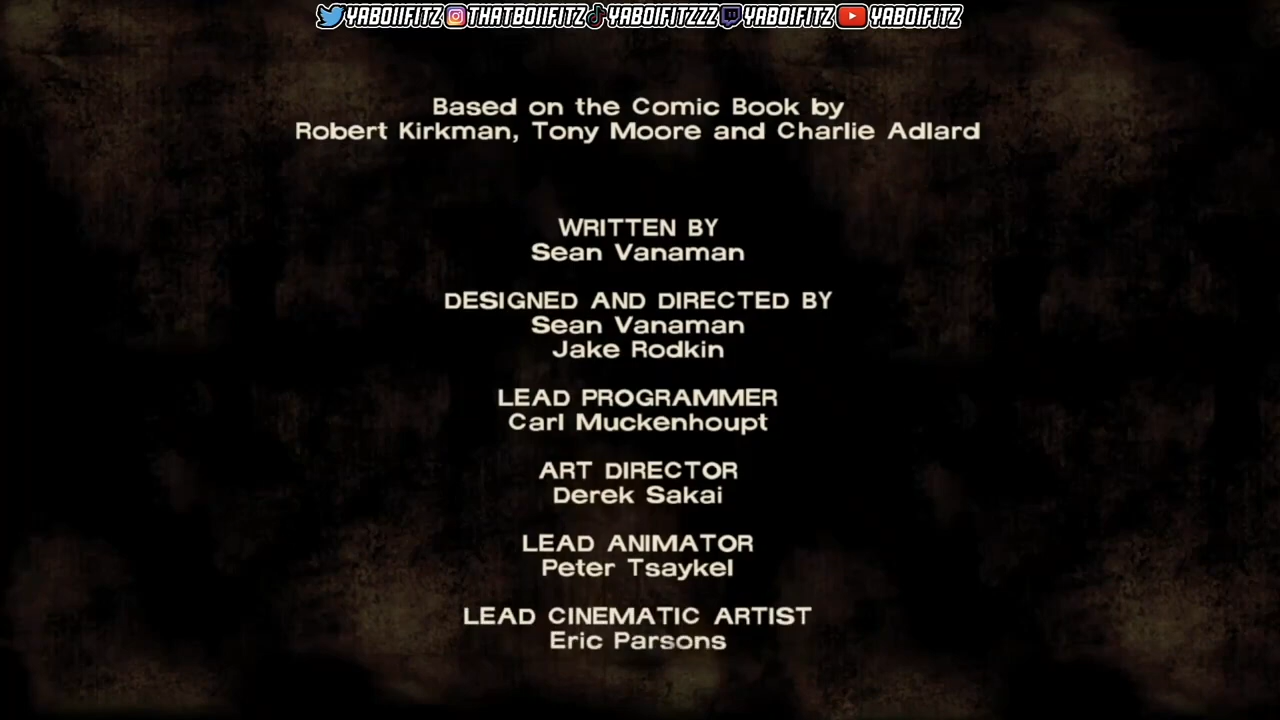 YABOIIFITZ THATBOIIFITZ YABOIFITZZZ YABOIFITZ YABOIFITZ
Based on the Comic Book by
Robert Kirkman, Tony Moore and Charlie Adlard
WRITTEN BY
Sean Vanaman
DESIGNED AND DIRECTED BY
Sean Vanaman
Jake Rodkin
LEAD PROGRAMMER
Carl Muckenhoupt
ART DIRECTOR
Derek Sakai
LEAD ANIMATOR
Peter Tsaykel
LEAD CINEMATIC ARTIST
Eric Parsons